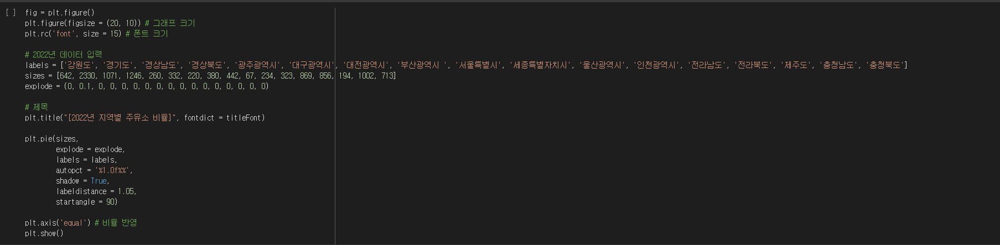 [ ] fig = plt.figure()
plt.figure(figsize = (20, 10)) # 그래프 크기
plt.rc('font', size = 15) # 폰트 크기
# 2022년 데이터 입력
labels = ['강원도', '경기도', '경상남도', '경상북도', '광주광역시', '대구광역시', '대전광역시', '부산광역시 ', '서울특별시', '세종특별자치시', '울산광역시', '인천광역시', '전라남도', '전라북도', '제주도', '충청남도', '충청북도']
sizes = [642, 2330, 1071, 1246, 260, 332, 220, 380, 442, 67, 234, 323, 869, 856, 194, 1002, 713]
explode = (0, 0.1, 0, 0, 0, 0, 0, 0, 0, 0, 0, 0, 0, 0, 0, 0, 0)
# 제목
plt.title("[2022년 지역별 주유소 비율]", fontdict = titleFont)
plt.pie(sizes,
explode = explode,
labels = labels,
autopct = '%1.0f%%',
shadow = True,
labeldistance = 1.05,
startangle = 90)
plt.axis('equal') # 비율 반영
plt.show()